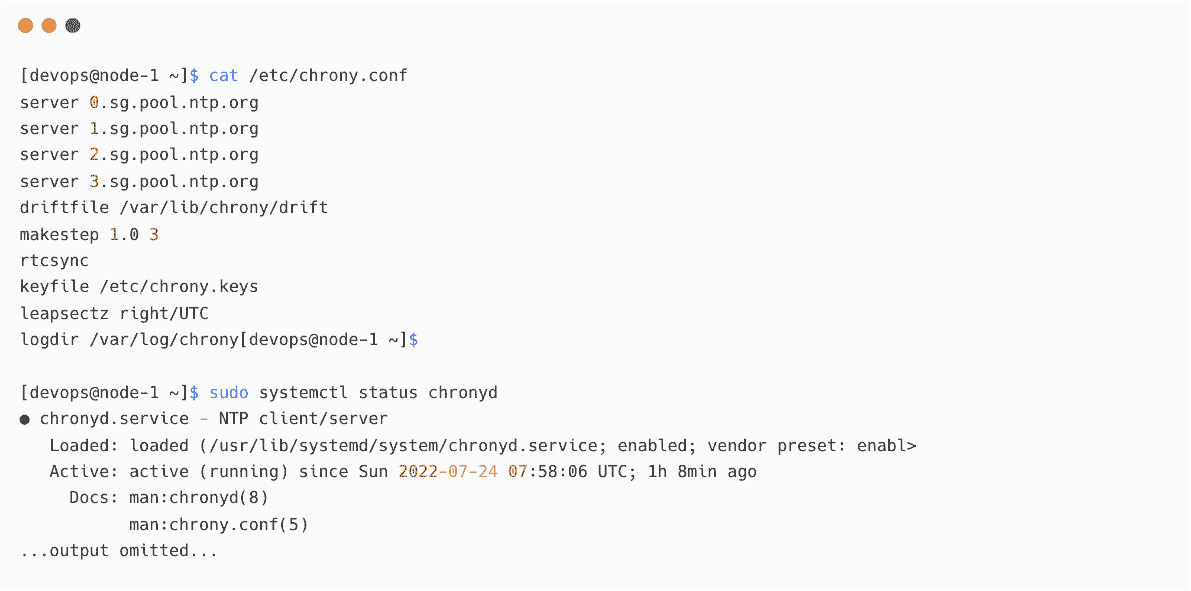 [devops@node-1 ~]$ cat /etc/chrony.conf
server 0.sg.pool.ntp.org
server 1.sg.pool.ntp.org
server 2.sg.pool.ntp.org
server 3.sg.pool.ntp.org
driftfile /var/lib/chrony/drift
makestep 1.0 3
rtcsync
keyfile /etc/chrony.keys
leapsectz right/UTC
logdir /var/log/chrony[devops@node-1 ~]$
[devops@node-1 ~]$ sudo systemctl status chronyd
● chronyd.service - NTP client/server
   Loaded: loaded (/usr/lib/systemd/system/chronyd.service; enabled; vendor preset: enabl>
   Active: active (running) since Sun 2022-07-24 07:58:06 UTC; 1h 8min ago
     Docs: man:chronyd(8)
           man:chrony.conf(5)
...output omitted...